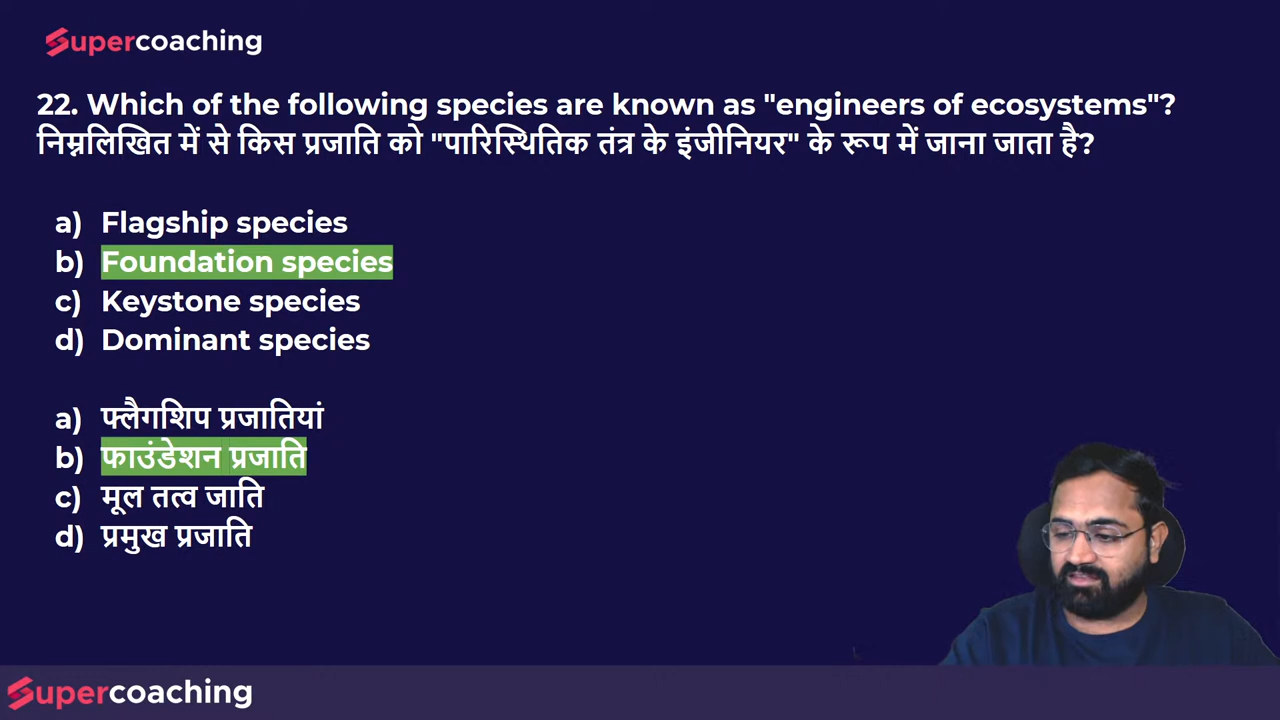 Supercoaching
22. Which of the following species are known as "engineers of ecosystems"?
निम्नलिखित में से किस प्रजाति को "पारिस्थितिक तंत्र के इंजीनियर" के रूप में जाना जाता है?
a) Flagship species
b) Foundation species
c) Keystone species
d) Dominant species
a) फ्लैगशिप प्रजातियां
b) फाउंडेशन प्रजाति
c) मूल तत्व जाति
d) प्रमुख प्रजाति
Supercoaching